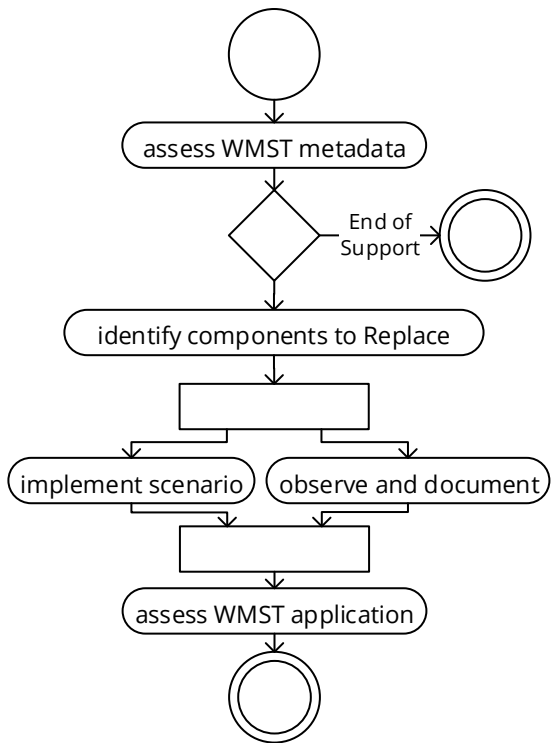 assess WMST metadata
End of
Support
identify components to Replace
implement scenario
observe and document
assess WMST application